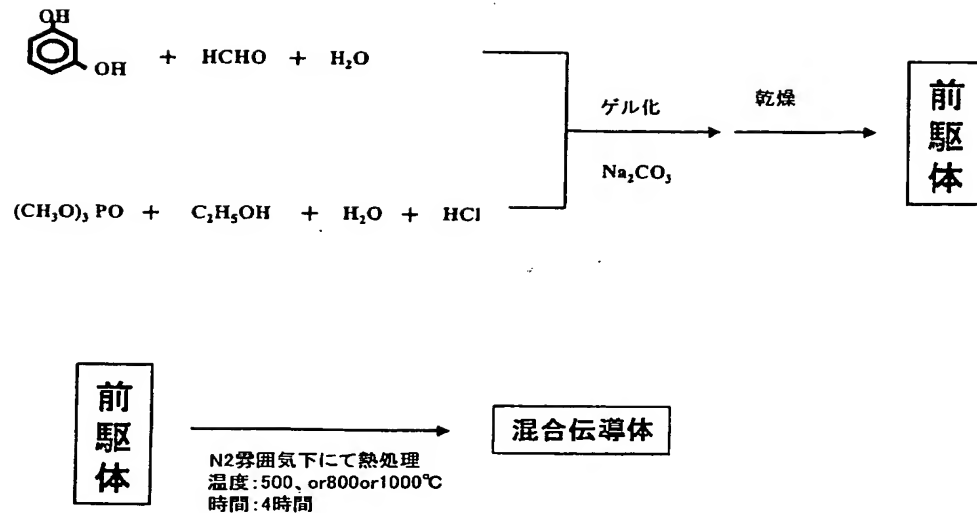 OH
OH + HCHO + H₂O
ゲル化
乾燥
前駆体
Na₂CO₃
(CH₃O)₃ PO + C₂H₅OH + H₂O + HCl
前駆体
混合伝導体
N2雰囲気下にて熱処理
温度:500、or800or1000℃
時間:4時間